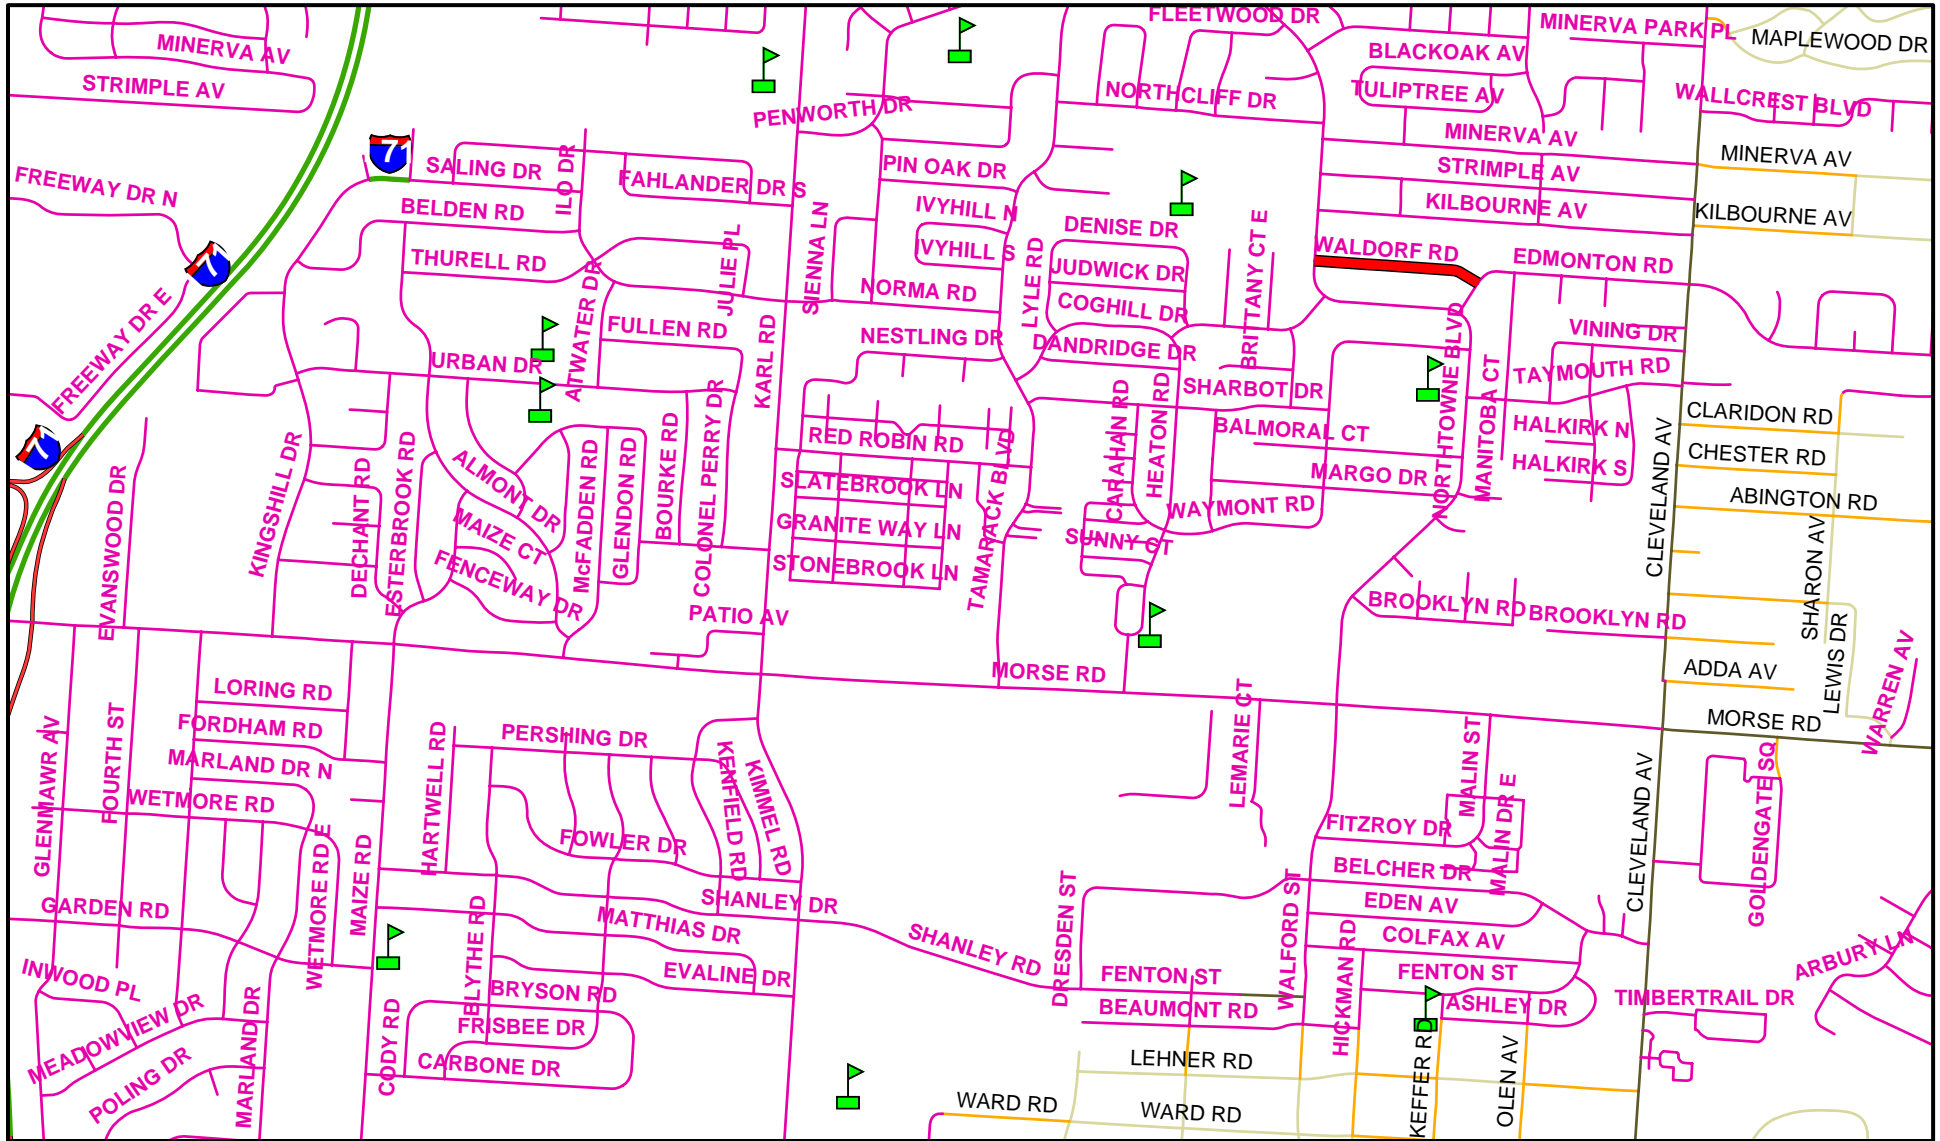 FLEETWOOD DR
MINERVA PARK PL
MAPLEWOOD DR
MINERVA AV
BLACKOAK AV
STRIMPLE AV
TULIPTREE AV
NORTHCLIFF DR
WALLCREST BLVD
PENWORTH DR
MINERVA AV
MINERVA AV
71
SALING DR
ILO DR
FAHLANDER DR S
PIN OAK DR
STRIMPLE AV
FREEWAY DR N
BELDEN RD
IVYHILL N
KILBOURNE AV
KILBOURNE AV
DENISE DR
BRITTANY CT E
SIENNA LN
JULIE PL
IVYHILL S
WALDORF RD
EDMONTON RD
71
THURELL RD
LYLE RD
JUDWICK DR
NORMA RD
COGHILL DR
ATWATER DR
FREEWAY DR E
FULLEN RD
KARL RD
NESTLING DR
DANDRIDGE DR
NORTHTOWNE BLVD
VINING DR
URBAN DR
SHARBOT DR
MANITOBA CT
TAYMOUTH RD
CLARIDON RD
COLONEL PERRY DR
BOURKE RD
RED ROBIN RD
CARAHAN RD
HEATON RD
BALMORAL CT
HALKIRK N
CLEVELAND AV
71
CHESTER RD
KINGSHILL DR
DECHANT RD
ESTERBROOK RD
ALMONT DR
McFADDEN RD
GLENDON RD
SLATEBROOK LN
TAMARACK BLVD
MARGO DR
HALKIRK S
ABINGTON RD
EVANSWOOD DR
MAIZE CT
GRANITE WAY LN
WAYMONT RD
SUNNY CT
SHARON AV
FENCEWAY DR
STONEBROOK LN
PATIO AV
BROOKLYN RD
BROOKLYN RD
LEWIS DR
WARREN AV
MORSE RD
ADDA AV
LORING RD
LEMARIE CT
MORSE RD
GLENMAWR AV
FOURTH ST
FORDHAM RD
HARTWELL RD
PERSHING DR
KENFIELD RD
KIMMEL RD
MALIN ST
CLEVELAND AV
GOLDENGATE SQ
MARLAND DR N
WETMORE RD
WETMORE RD E
MAIZE RD
FOWLER DR
FITZROY DR
MALIN DR E
BELCHER DR
GARDEN RD
SHANLEY DR
DRESDEN ST
WALFORD ST
EDEN AV
BLYTHE RD
MATTHIAS DR
SHANLEY RD
HICKMAN RD
COLFAX AV
ARBURY LN
INWOOD PL
EVALINE DR
FENTON ST
FENTON ST
BRYSON RD
BEAUMONT RD
ASHLEY DR
TIMBERTRAIL DR
MEADOWVIEW DR
MARLAND DR
CODY RD
FRISBEE DR
CARBONE DR
LEHNER RD
KEFFER R
OLEN AV
POLING DR
WARD RD
WARD RD